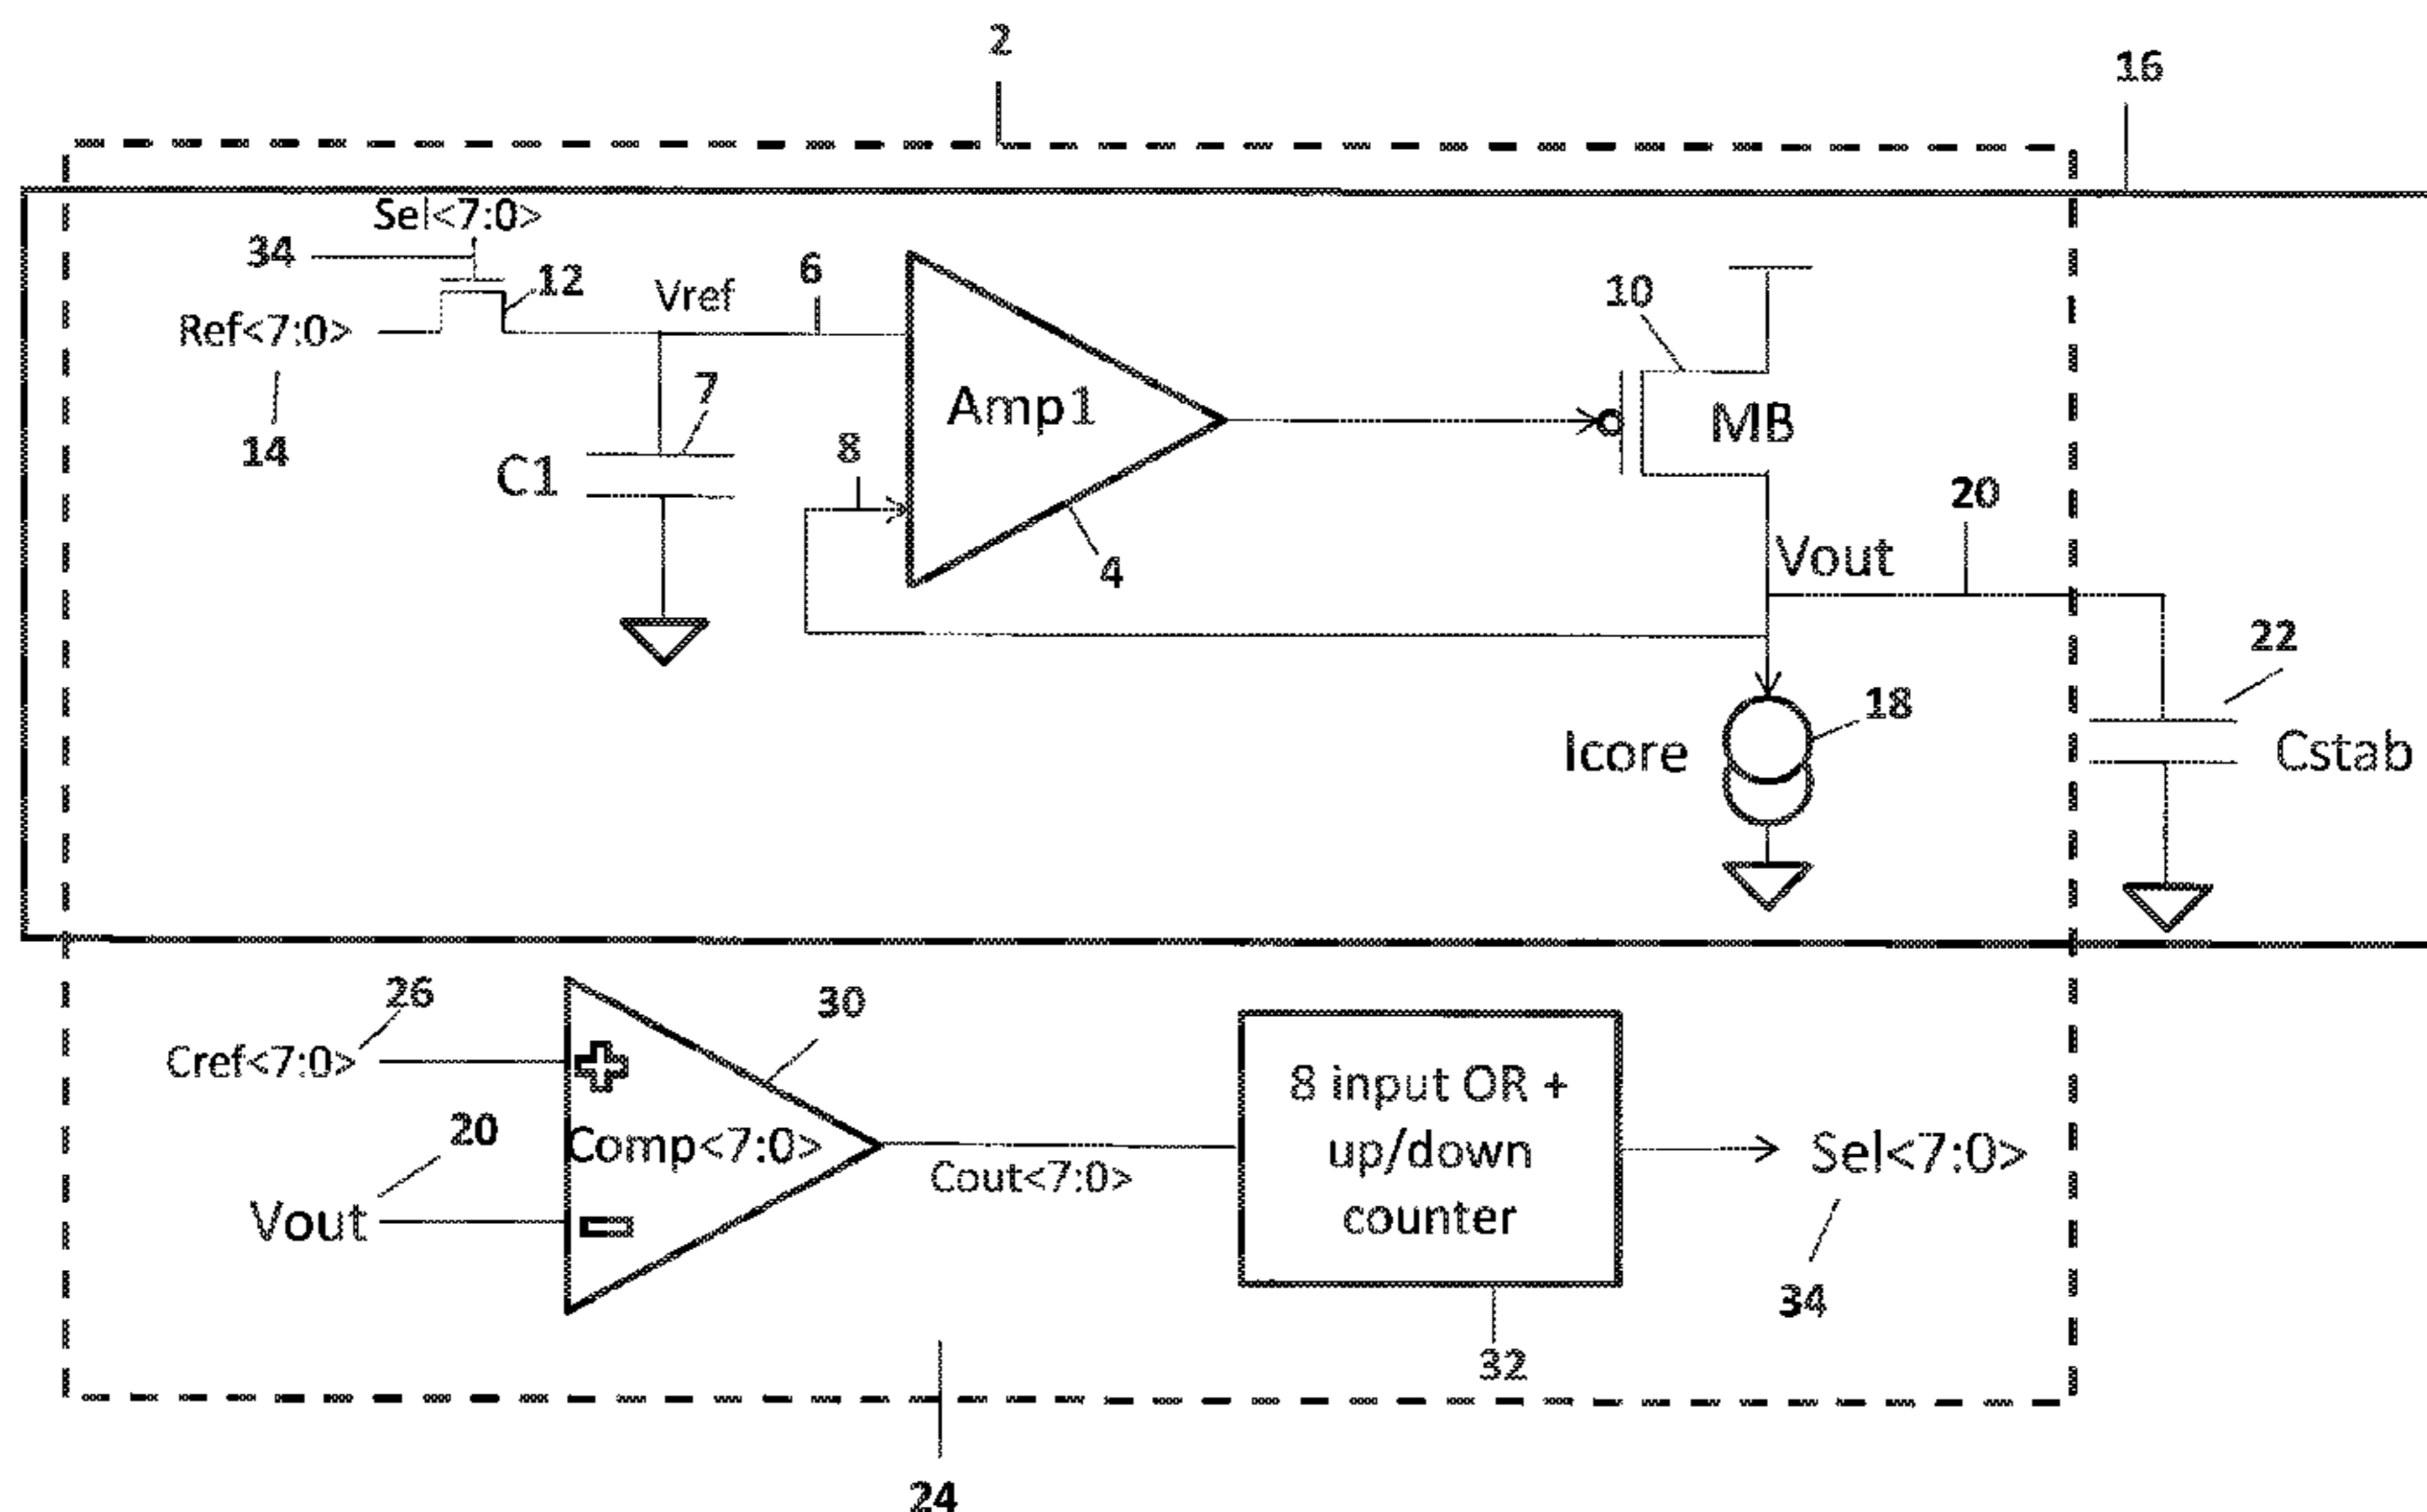 2
16
Sel<7:0>
34
12
6
Vref
10
Ref<7:0>
7
Amp1
MB
14
8
C1
20
4
Vout
22
18
Icore
Cstab
26
30
Cref<7:0>
8 input OR +
20
Comp<7:0>
up/down
Sel<7:0>
Cout<7:0>
Vout
counter
34
32
24